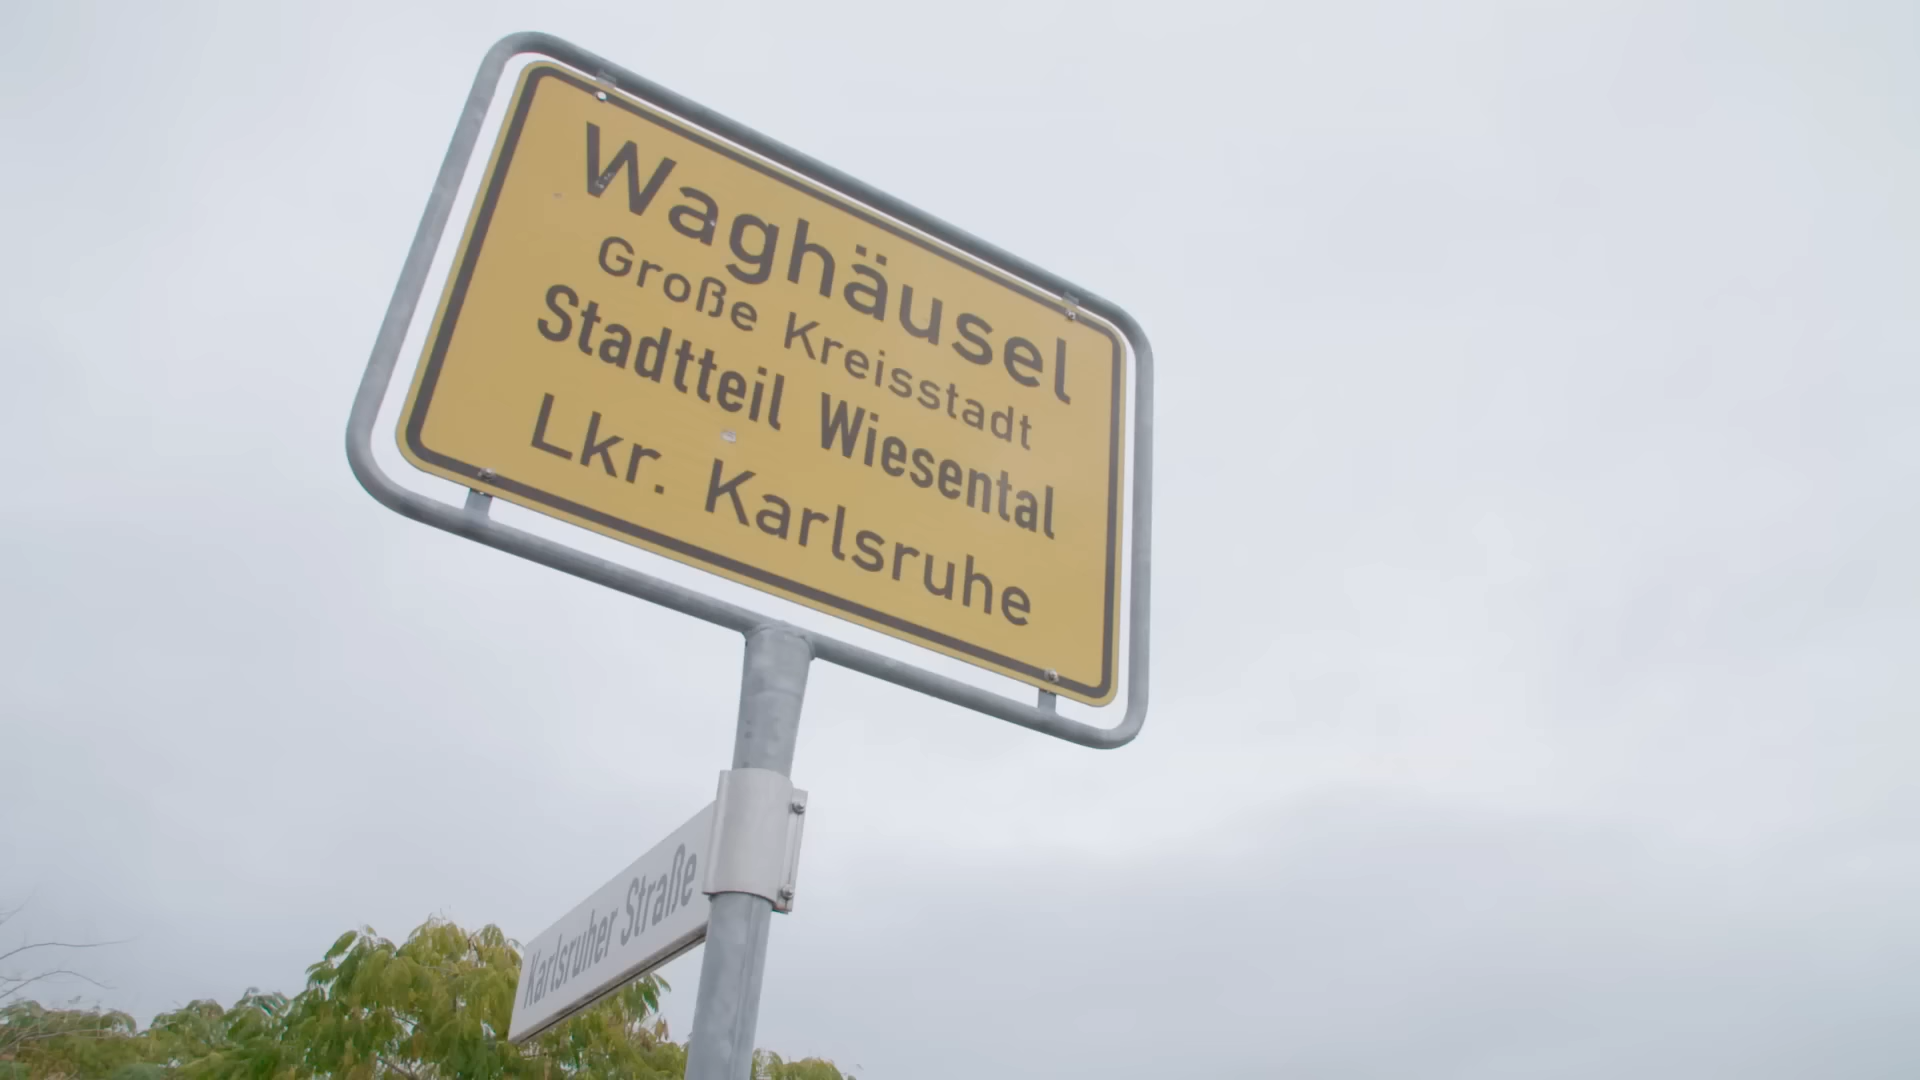 Waghäusel
Große Kreisstadt
Stadtteil Wiesental
Lkr. Karlsruhe
Karlsruher Straße